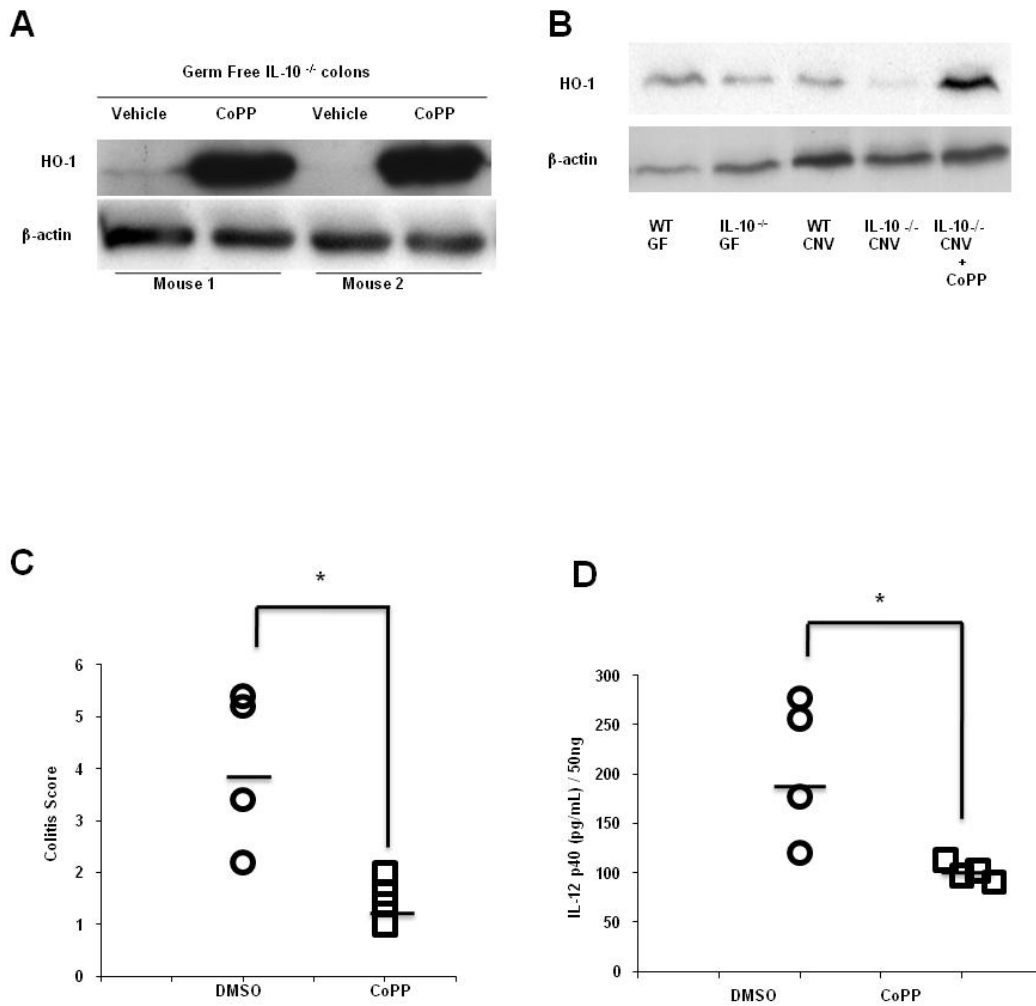 A
Germ Free IL-10 -/- colons
Vehicle CoPP Vehicle CoPP
HO-1
β-actin
Mouse 1 Mouse 2
B
HO-1
β-actin
WT IL-10 -/- WT IL-10 -/- IL-10-/-
GF GF CNV CNV CNV
+
CoPP
C
*
6
5
4
3
2
1
0
Colitis Score
DMSO CoPP
D
*
300
250
200
150
100
50
0
IL-12 p40 (pg/mL) / 50ng
DMSO CoPP